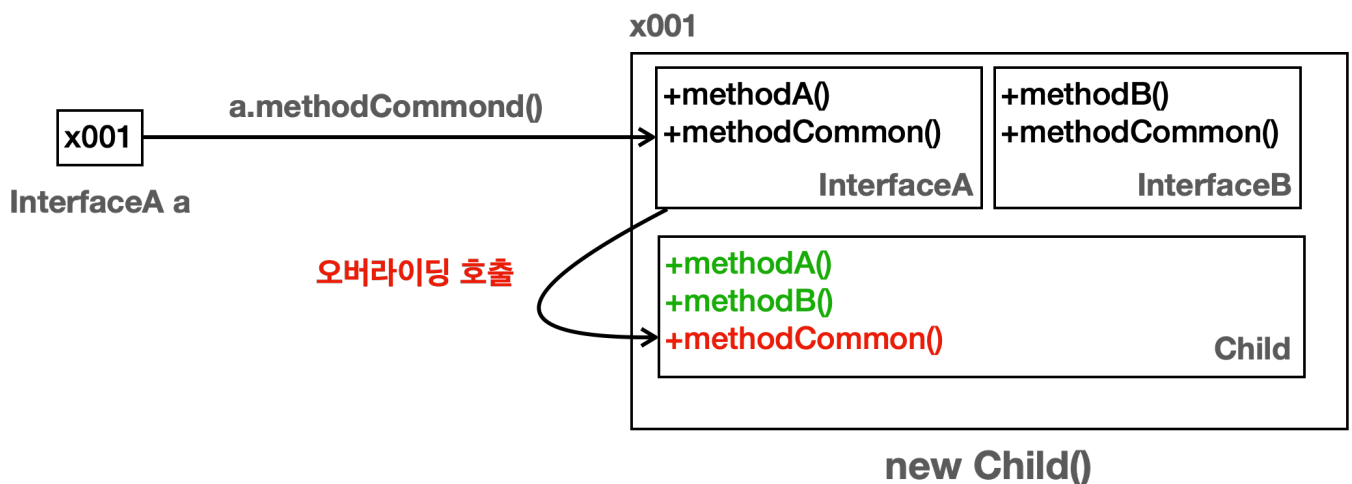 x001
a.methodCommond()
x001
InterfaceA a
+methodA()
+methodCommon()
InterfaceA
+methodB()
+methodCommon()
InterfaceB
오버라이딩 호출
+methodA()
+methodB()
+methodCommon()
Child
new Child()